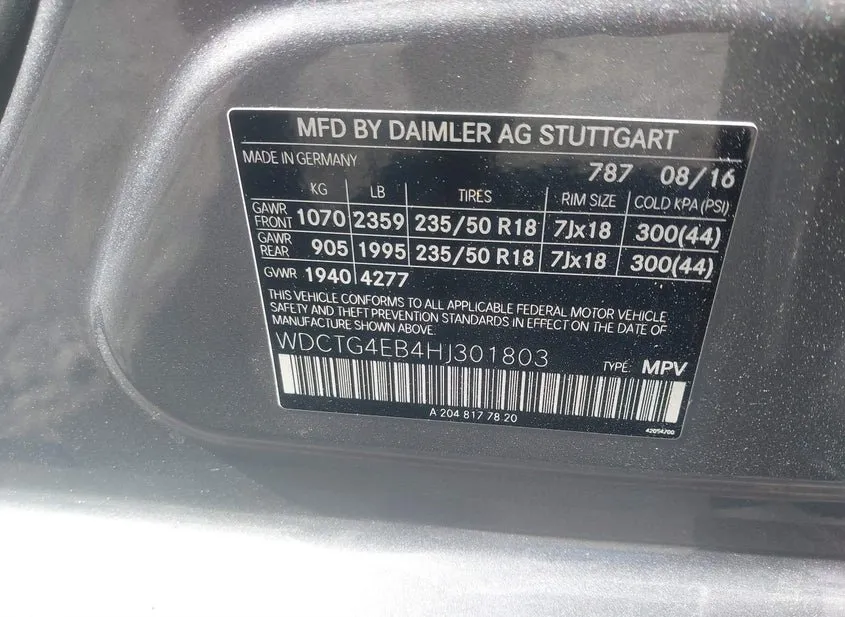 MFD BY DAIMLER AG STUTTGART
MADE IN GERMANY 787 08/16
KG LB TIRES RIM SIZE COLD KPA (PSI)
GAWR FRONT 1070 2359 235/50 R18 7Jx18 300(44)
GAWR REAR 905 1995 235/50 R18 7Jx18 300(44)
GVWR 1940 4277
THIS VEHICLE CONFORMS TO ALL APPLICABLE FEDERAL MOTOR VEHICLE
SAFETY AND THEFT PREVENTION STANDARDS IN EFFECT ON THE DATE OF
MANUFACTURE SHOWN ABOVE.
WDCTG4EB4HJ301803 TYPE: MPV
A 204 817 78 20
42054700